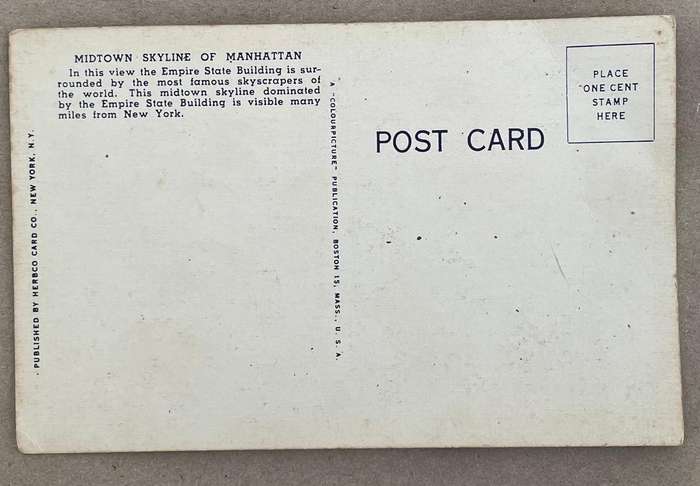 MIDTOWN SKYLINE OF MANHATTAN
In this view the Empire State Building is sur-
rounded by the most famous skyscrapers of
the world. This midtown skyline dominated
by the Empire State Building is visible many
miles from New York.
PUBLISHED BY HERBCO CARD CO., NEW YORK, N.Y.
A "COLOURPICTURE" PUBLICATION, BOSTON 15, MASS., U. S. A.
POST CARD
PLACE
ONE CENT
STAMP
HERE